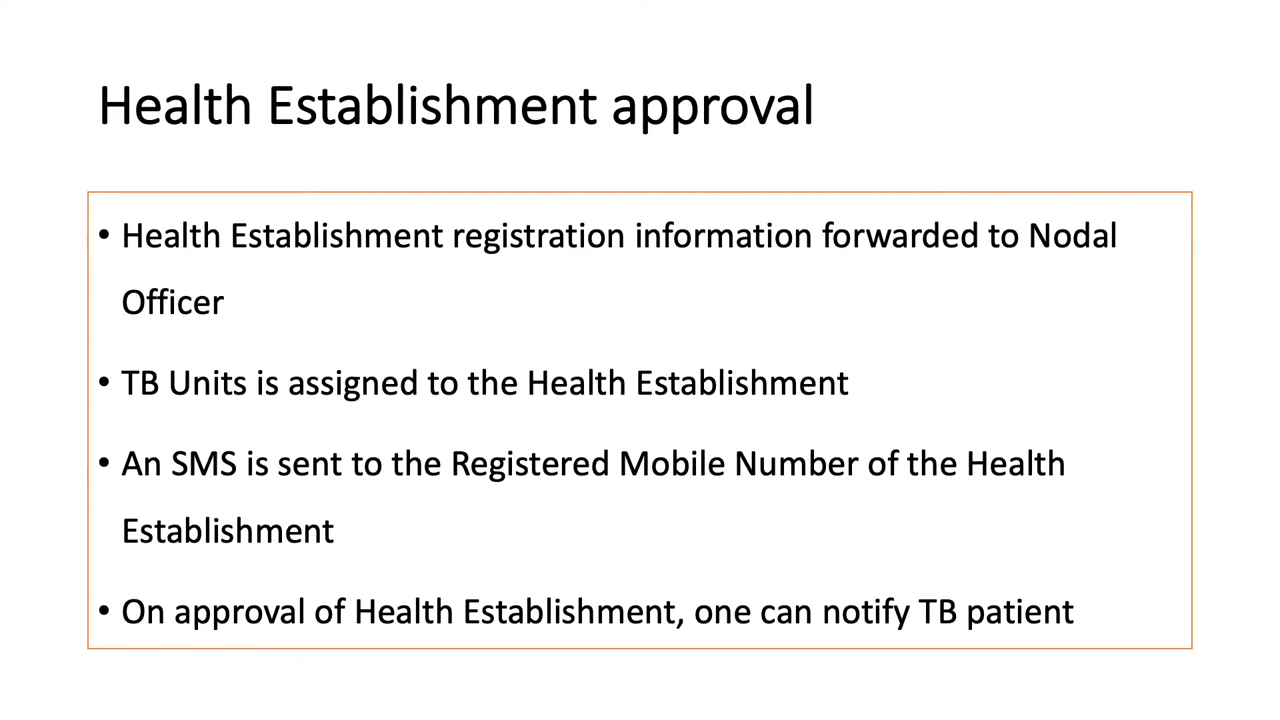 Health Establishment approval
• Health Establishment registration information forwarded to Nodal
Officer
• TB Units is assigned to the Health Establishment
• An SMS is sent to the Registered Mobile Number of the Health
Establishment
• On approval of Health Establishment, one can notify TB patient